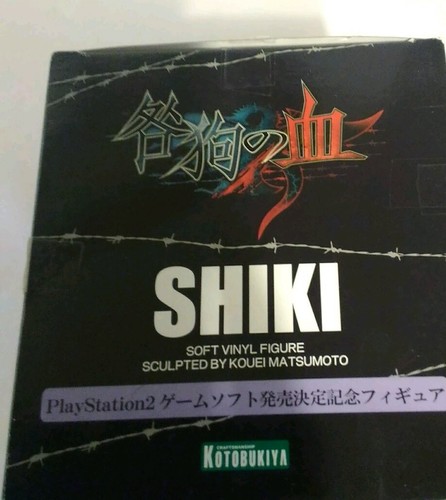 咎狗の血
SHIKI
SOFT VINYL FIGURE
SCULPTED BY KOUEI MATSUMOTO
PlayStation2 ゲームソフト発売決定記念フィギュア
CRAFTSMANSHIP
KOTOBUKIYA